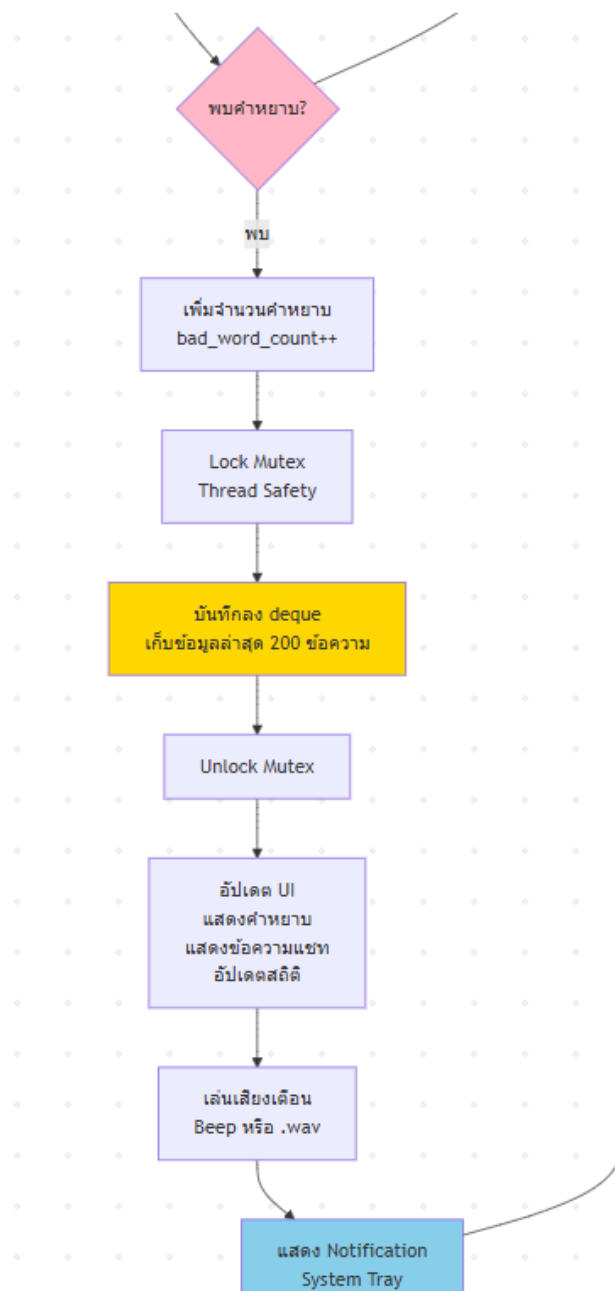 พบคำหยาบ?
พบ
เพิ่มจำนวนคำหยาบ
bad_word_count++
Lock Mutex
Thread Safety
บันทึกลง deque
เก็บข้อมูลล่าสุด 200 ข้อความ
Unlock Mutex
อัปเดต UI
แสดงคำหยาบ
แสดงข้อความแชท
อัปเดตสถิติ
เล่นเสียงเตือน
Beep หรือ .wav
แสดง Notification
System Tray